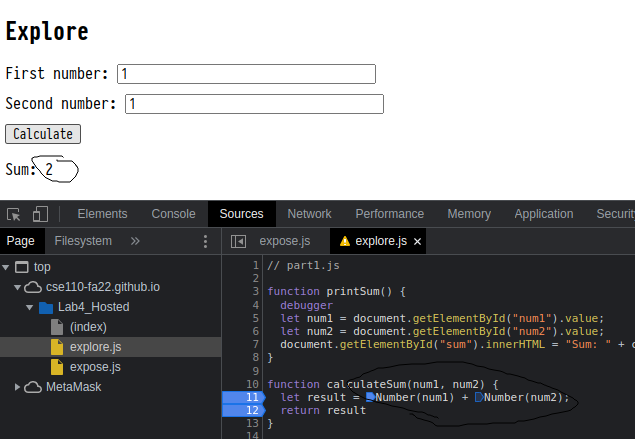 Explore
First number: 1
Second number: 1
Calculate
Sum: 2
Elements Console Sources Network Performance Memory Application Securit
Page Filesystem » expose.js explore.js ×
top
cse110-fa22.github.io
Lab4_Hosted
(index)
explore.js
expose.js
MetaMask
1 // part1.js
2
3 function printSum() {
4 debugger
5 let num1 = document.getElementById("num1").value;
6 let num2 = document.getElementById("num2").value;
7 document.getElementById("sum").innerHTML = "Sum: " + c
8 }
9
10 function calculateSum(num1, num2) {
11 let result = Number(num1) + Number(num2);
12 return result
13 }
14